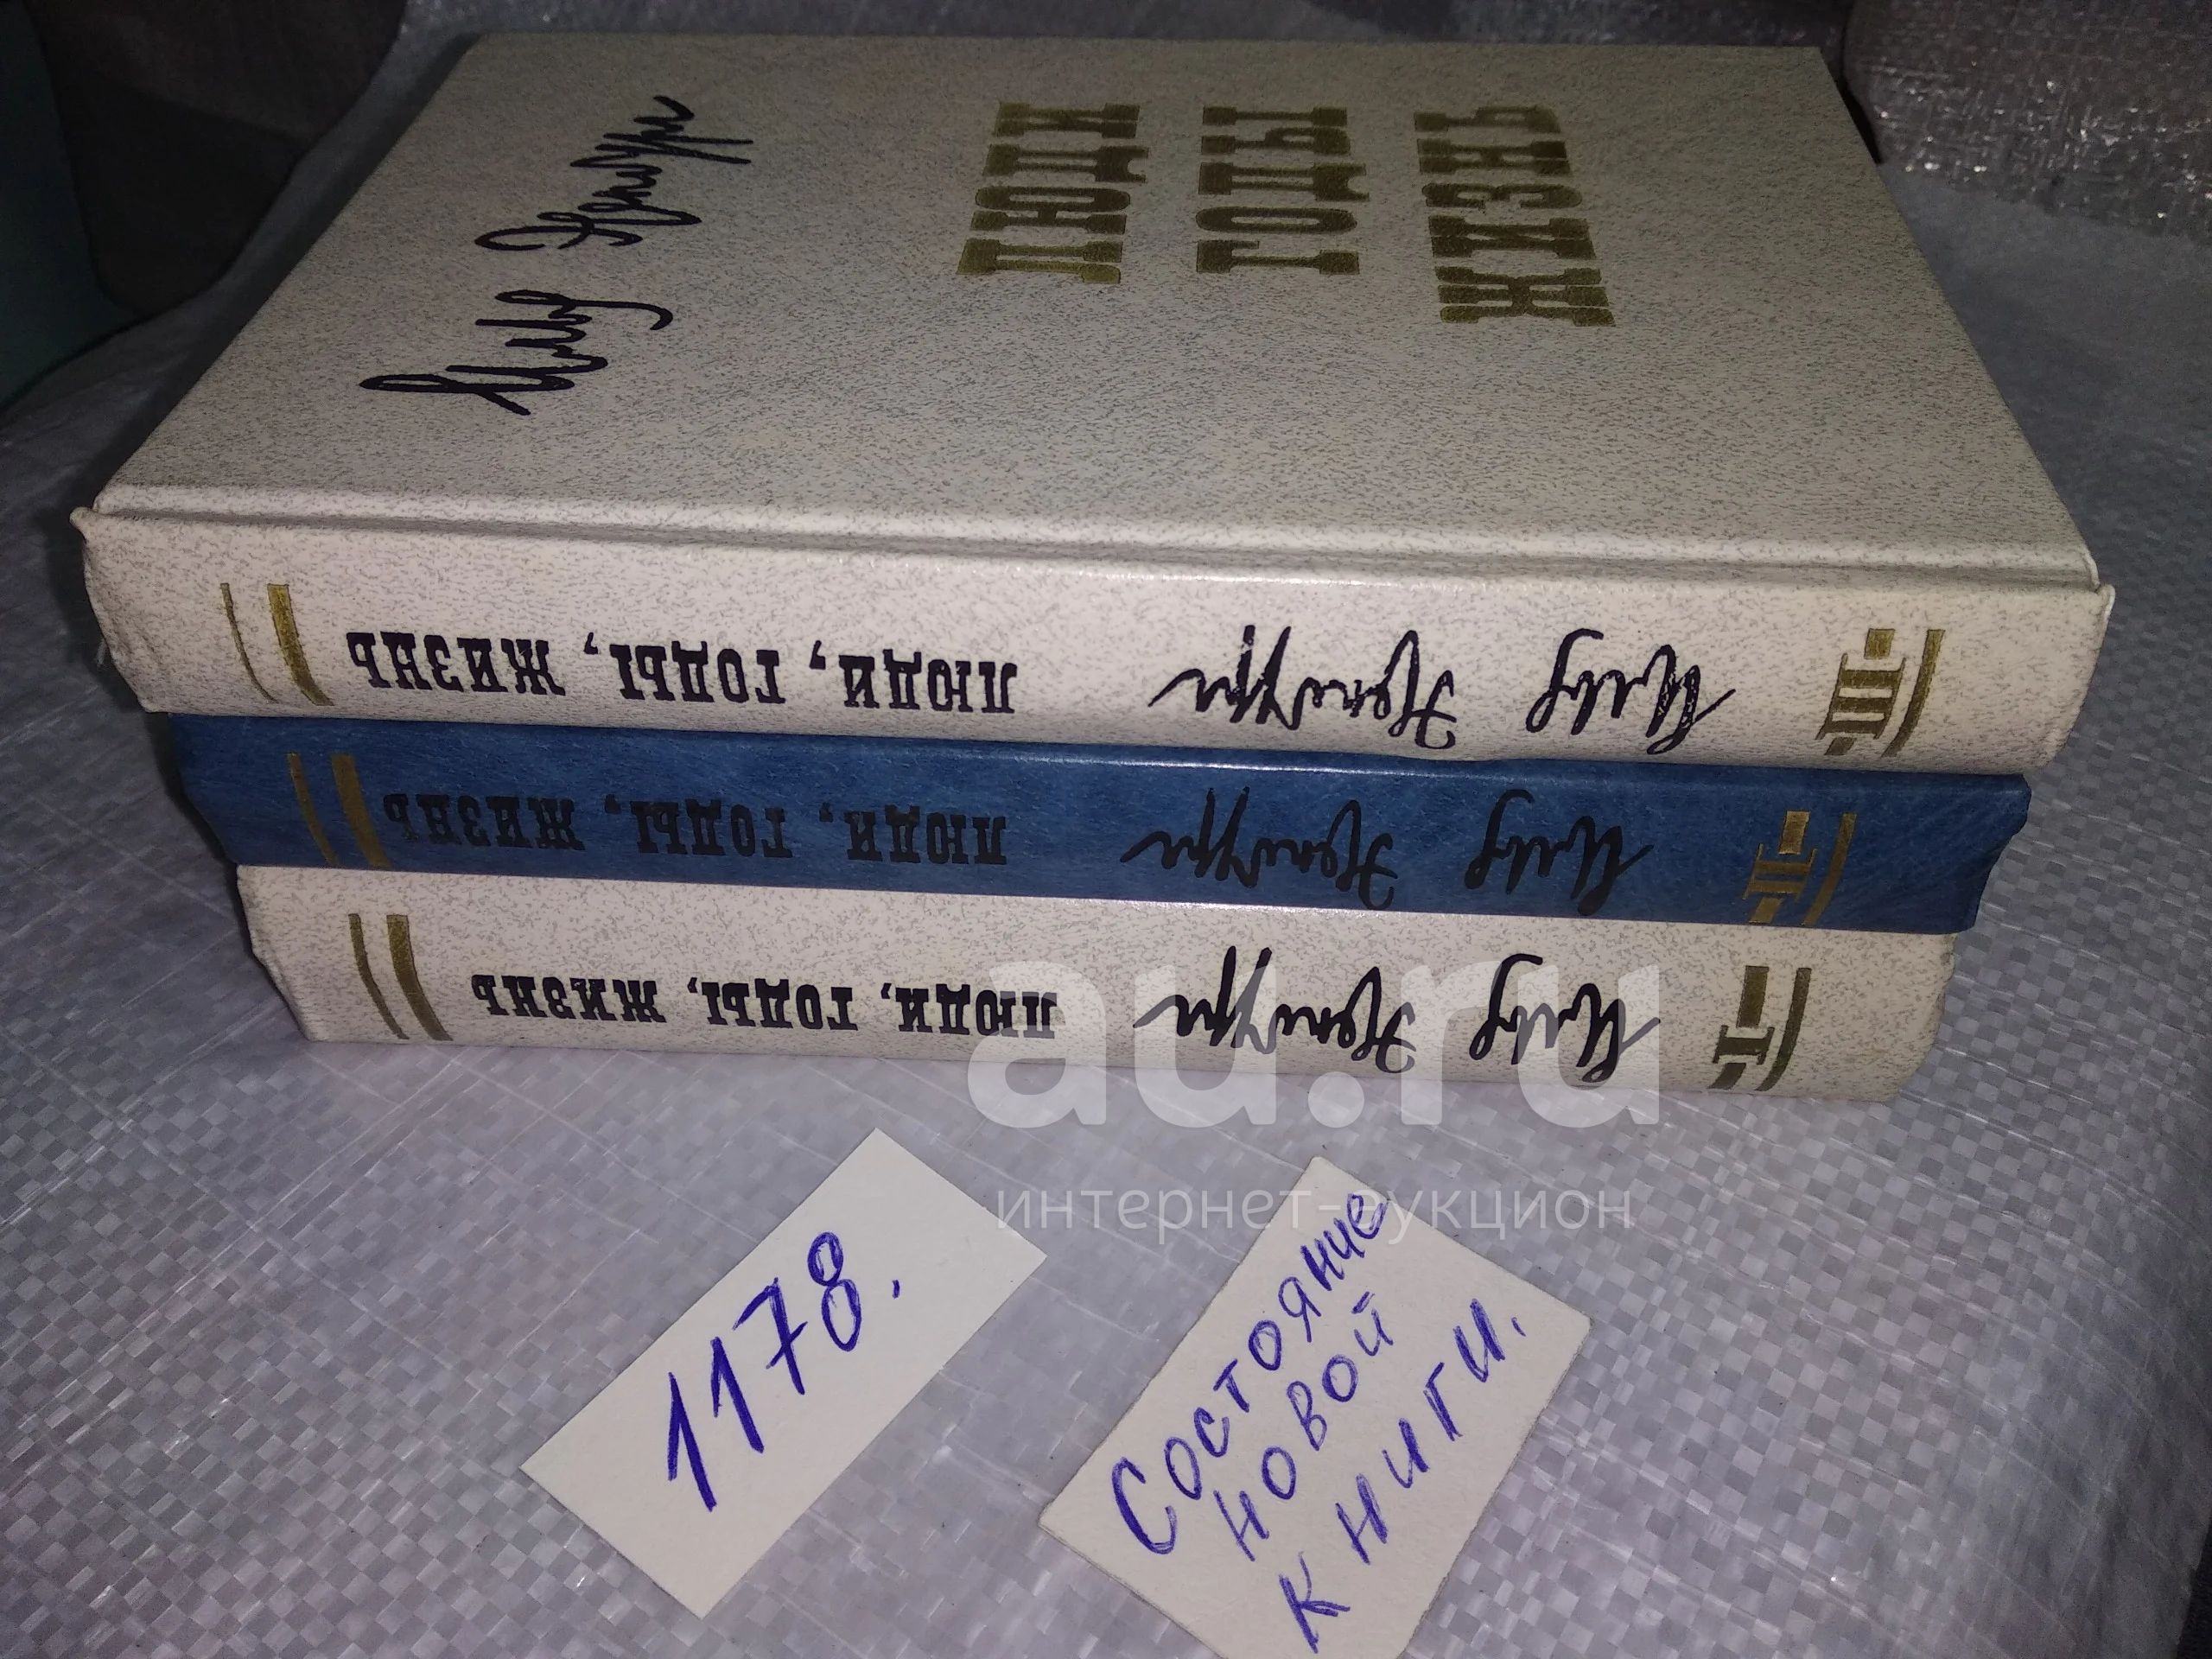 Илья Эренбург
ЛЮДИ
ГОДЫ
ЖИЗНЬ
III
Илья Эренбург
ЛЮДИ, ГОДЫ, ЖИЗНЬ
II
Илья Эренбург
ЛЮДИ, ГОДЫ, ЖИЗНЬ
I
Илья Эренбург
ЛЮДИ, ГОДЫ, ЖИЗНЬ
au.ru
интернет-аукцион
1178.
Состояние
новой
книги.